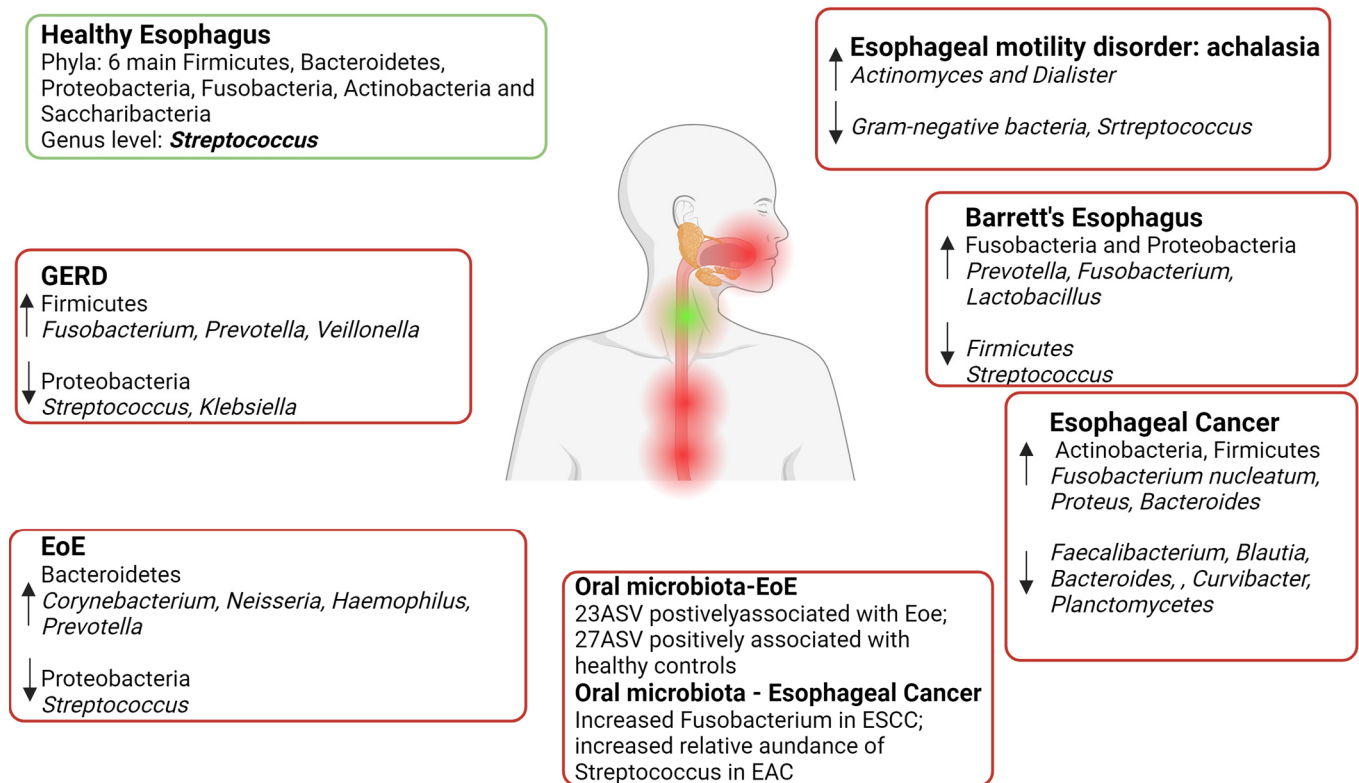 Healthy Esophagus
Phyla: 6 main Firmicutes, Bacteroidetes,
Proteobacteria, Fusobacteria, Actinobacteria and
Saccharibacteria
Genus level: Streptococcus
Esophageal motility disorder: achalasia
Actinomyces and Dialister
Gram-negative bacteria, Srtreptococcus
Barrett's Esophagus
Fusobacteria and Proteobacteria
Prevotella, Fusobacterium,
Lactobacillus
Firmicutes
Streptococcus
GERD
Firmicutes
Fusobacterium, Prevotella, Veillonella
Proteobacteria
Streptococcus, Klebsiella
Esophageal Cancer
Actinobacteria, Firmicutes
Fusobacterium nucleatum,
Proteus, Bacteroides
Faecalibacterium, Blautia,
Bacteroides, , Curvibacter,
Planctomycetes
EoE
Bacteroidetes
Corynebacterium, Neisseria, Haemophilus,
Prevotella
Proteobacteria
Streptococcus
Oral microbiota-EoE
23ASV postivelyassociated with Eoe;
27ASV positively associated with
healthy controls
Oral microbiota - Esophageal Cancer
Increased Fusobacterium in ESCC;
increased relative aundance of
Streptococcus in EAC